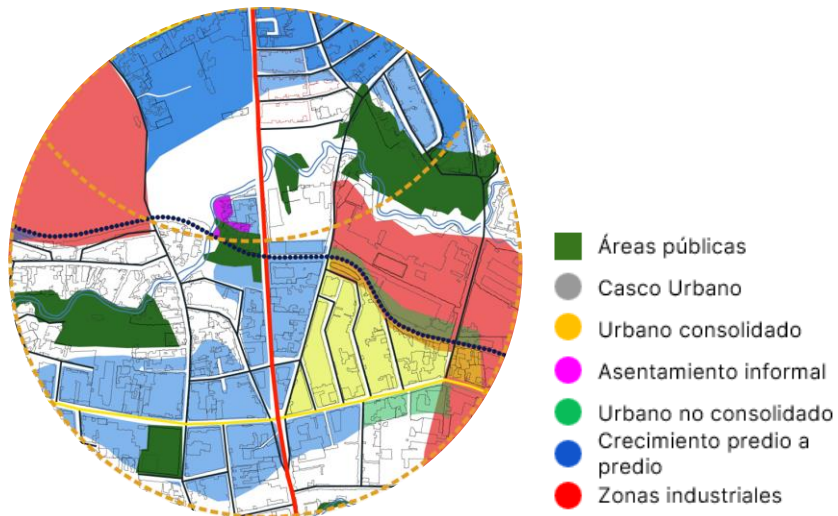 Áreas públicas
Casco Urbano
Urbano consolidado
Asentamiento informal
Urbano no consolidado
Crecimiento predio a
predio
Zonas industriales